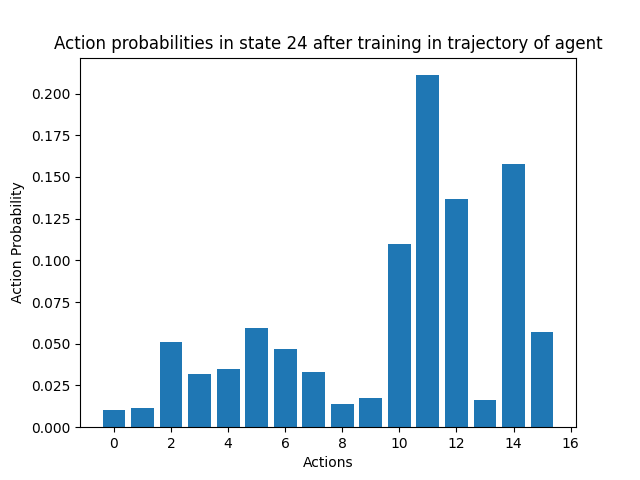 Action probabilities in state 24 after training in trajectory of agent
0.200
0.175
0.150
0.125
0.100
0.075
0.050
0.025
0.000
Action Probability
0 2 4 6 8 10 12 14 16
Actions